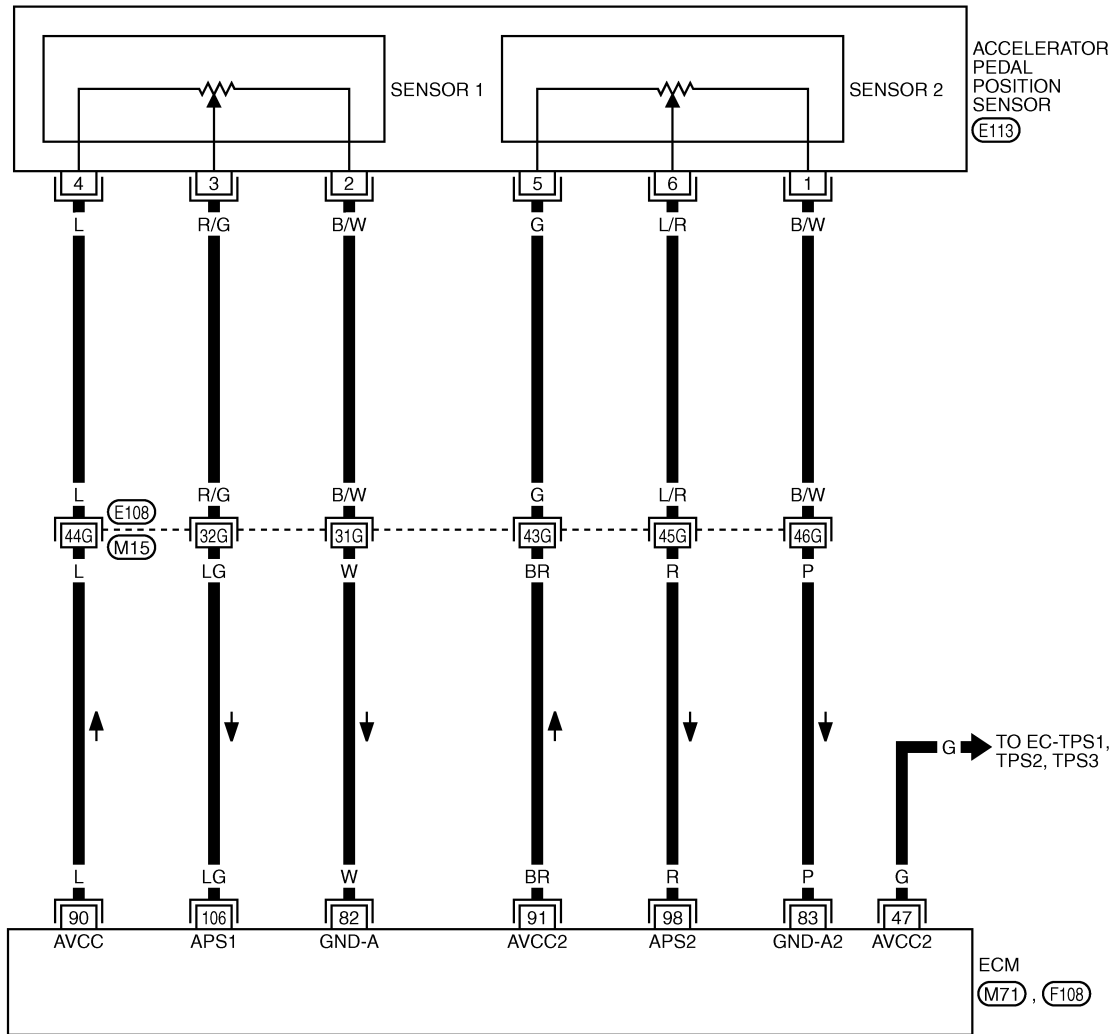 ACCELERATOR
PEDAL
POSITION
SENSOR
E113
SENSOR 1
SENSOR 2
4 3 2 5 6 1
L R/G B/W G L/R B/W
L R/G B/W G L/R B/W
E108
44G 32G 31G 43G 45G 46G
M15
L LG W BR R P
G TO EC-TPS1,
TPS2, TPS3
L LG W BR R P G
90 106 82 91 98 83 47
AVCC APS1 GND-A AVCC2 APS2 GND-A2 AVCC2
ECM
M71 , F108